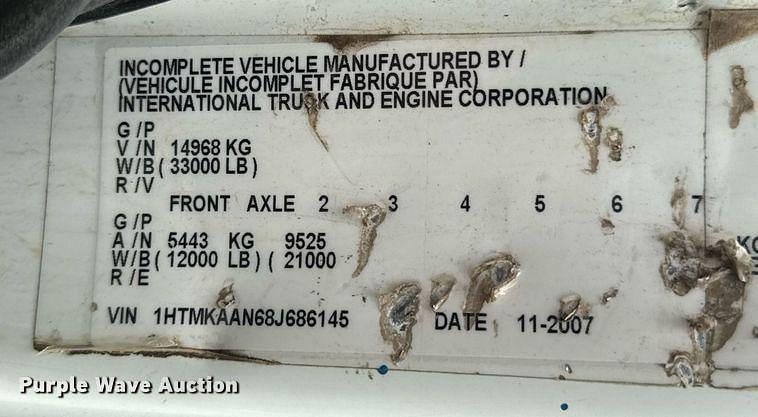 INCOMPLETE VEHICLE MANUFACTURED BY /
(VEHICULE INCOMPLET FABRIQUE PAR)
INTERNATIONAL TRUCK AND ENGINE CORPORATION
G/P
V/N 14968 KG
W/B ( 33000 LB )
R/V
FRONT AXLE 2 3 4 5 6 7
G/P
A/N 5443 KG 9525
W/B ( 12000 LB ) ( 21000
R/E
VIN 1HTMKAAN68J686145 DATE 11-2007
Purple Wave Auction